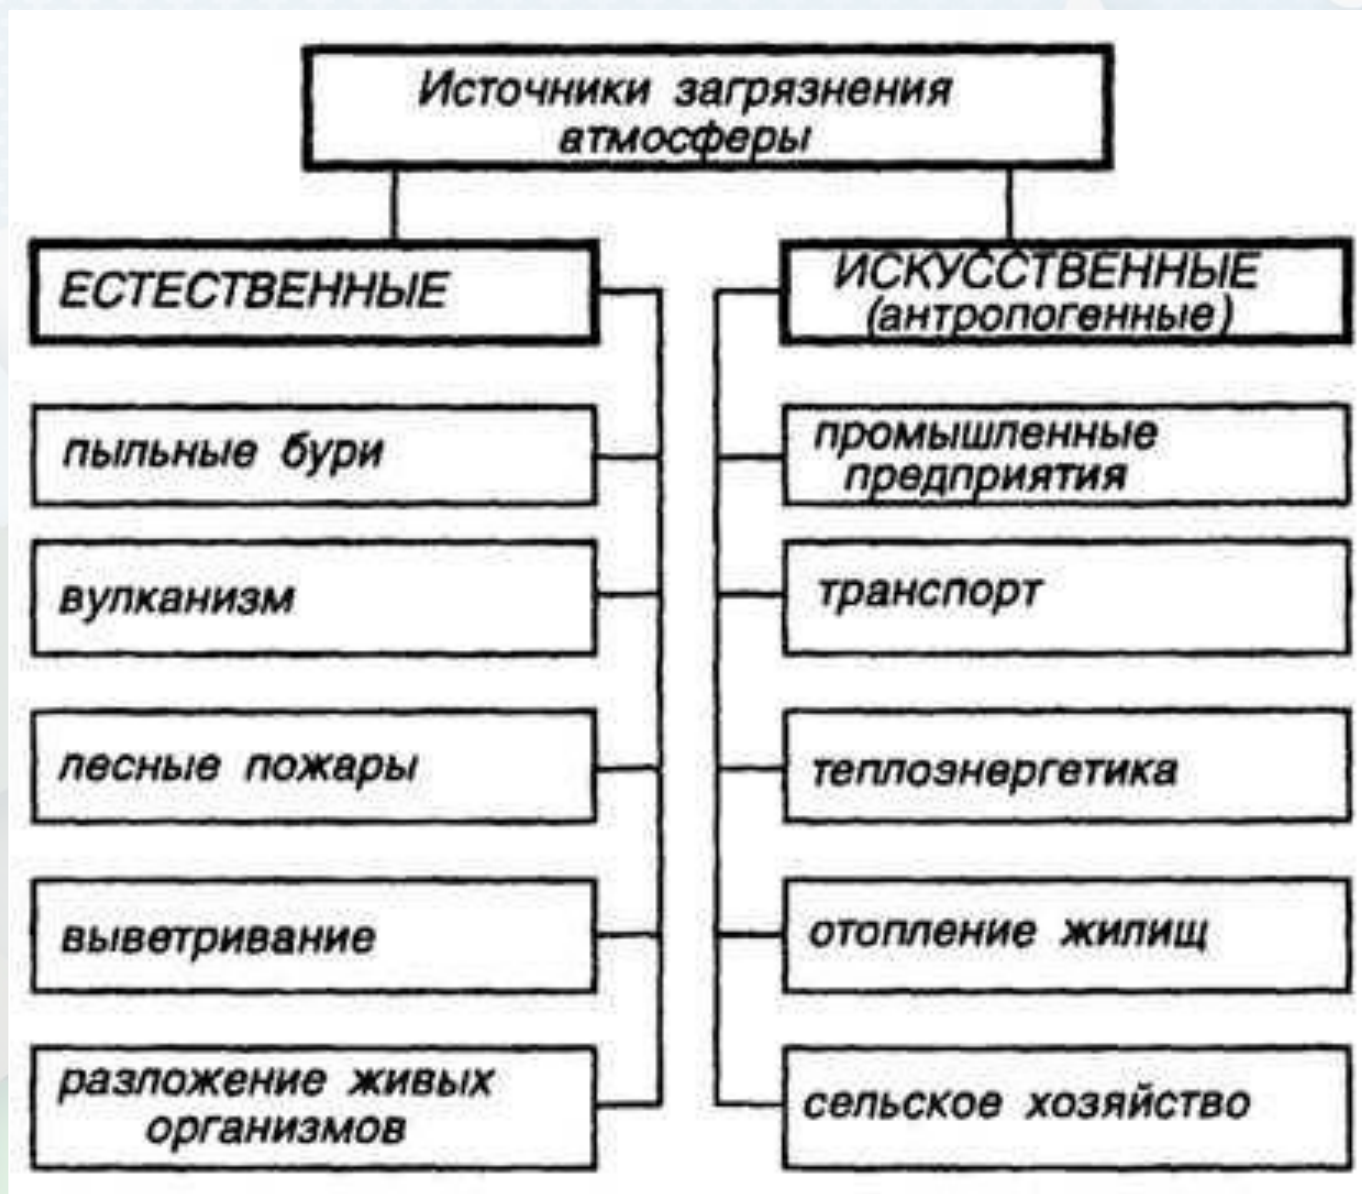 Источники загрязнения
атмосферы
ЕСТЕСТВЕННЫЕ
пыльные бури
вулканизм
лесные пожары
выветривание
разложение живых
организмов
ИСКУССТВЕННЫЕ
(антропогенные)
промышленные
предприятия
транспорт
теплоэнергетика
отопление жилищ
сельское хозяйство